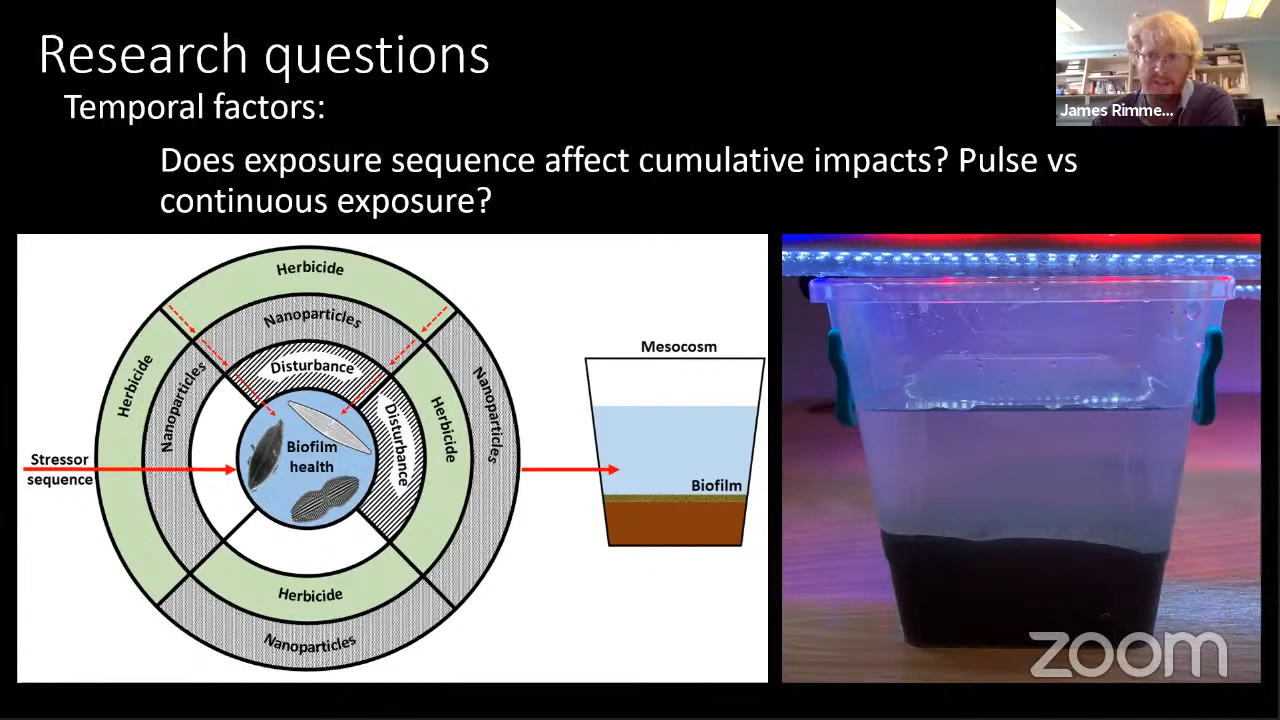 Research questions
Temporal factors:
Does exposure sequence affect cumulative impacts? Pulse vs
continuous exposure?
James Rimme...
Herbicide
Nanoparticles
Disturbance
Herbicide
Nanoparticles
Disturbance
Herbicide
Nanoparticles
Biofilm
health
Stressor
sequence
Herbicide
Nanoparticles
Mesocosm
Biofilm
zoom